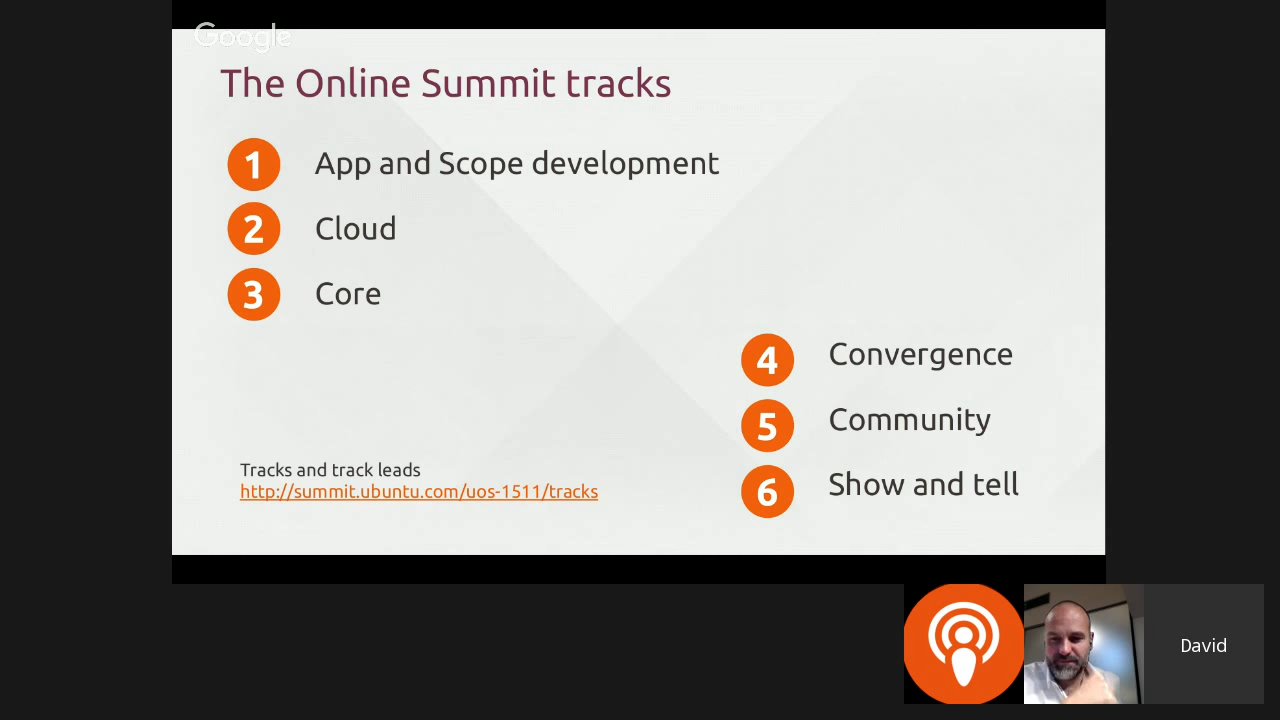 Google
The Online Summit tracks
1 App and Scope development
2 Cloud
3 Core
4 Convergence
5 Community
6 Show and tell
Tracks and track leads
http://summit.ubuntu.com/uos-1511/tracks
David